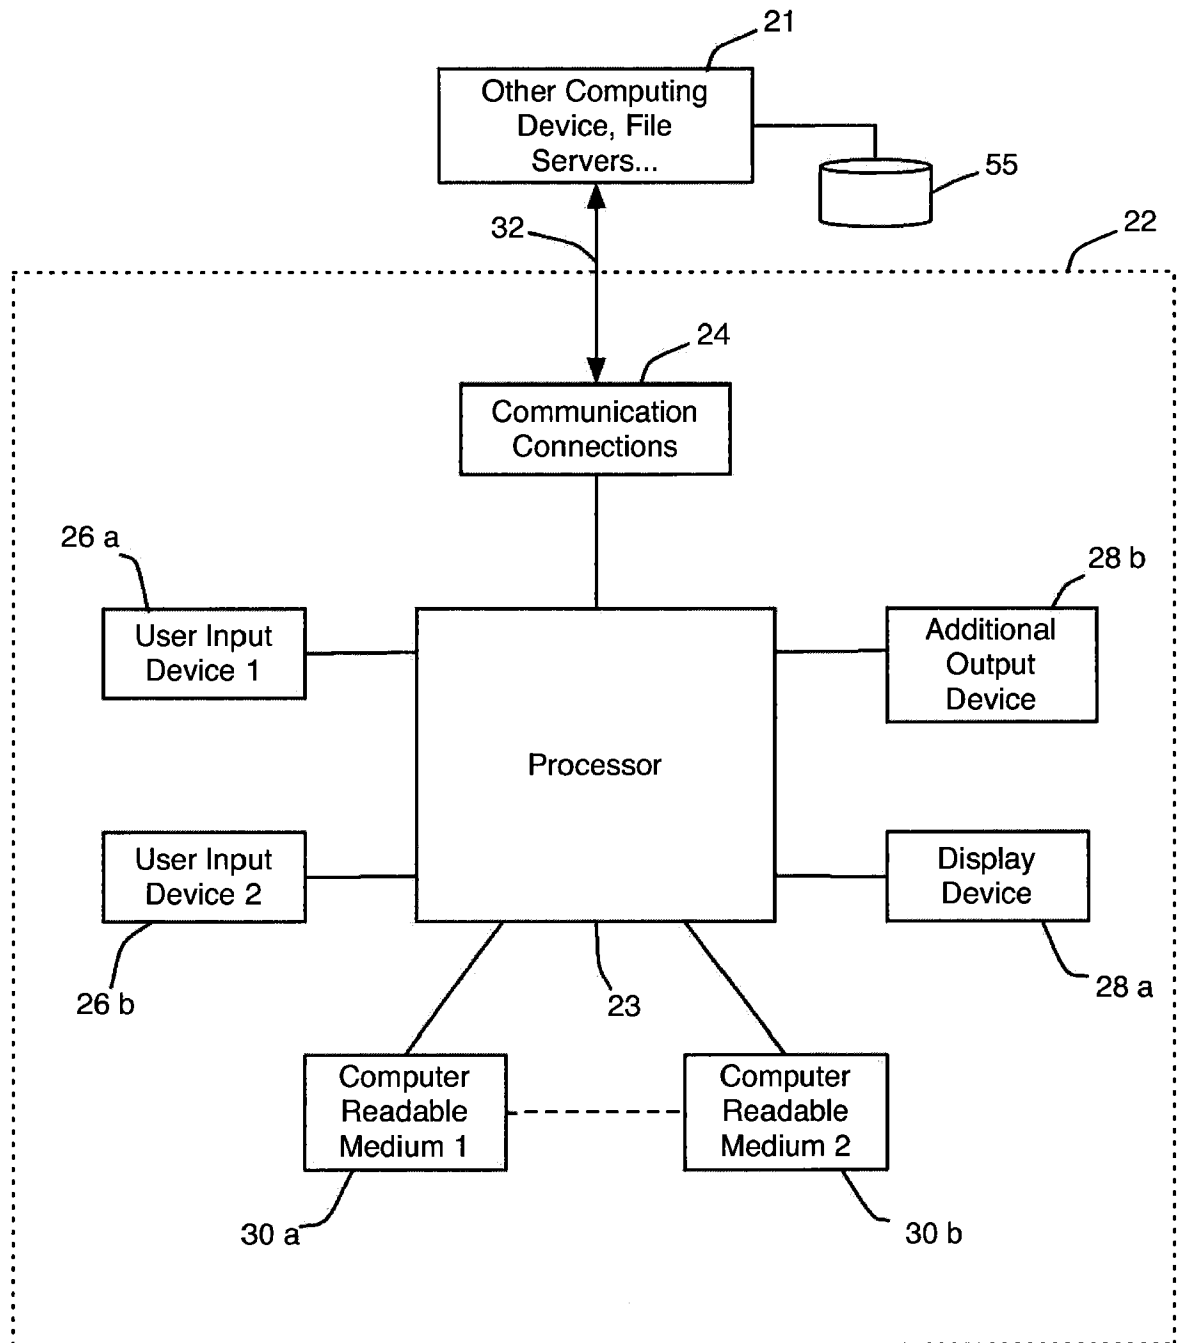 21
Other Computing
Device, File
Servers...
55
32
22
24
Communication
Connections
26 a
28 b
User Input
Device 1
Additional
Output
Device
Processor
User Input
Device 2
Display
Device
26 b
23
28 a
Computer
Readable
Medium 1
Computer
Readable
Medium 2
30 a
30 b